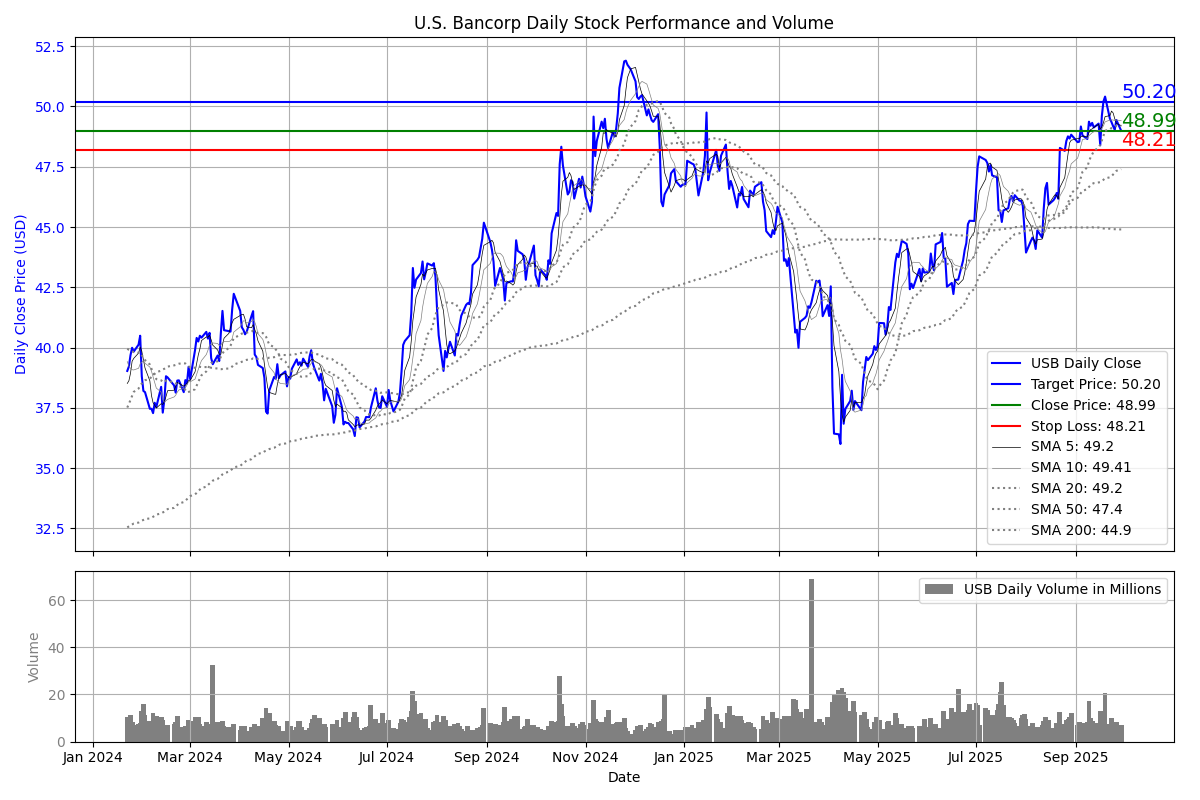 U.S. Bancorp Daily Stock Performance and Volume
52.5
50.0
47.5
45.0
42.5
40.0
37.5
35.0
32.5
Daily Close Price (USD)
50.20
48.99
48.21
USB Daily Close
Target Price: 50.20
Close Price: 48.99
Stop Loss: 48.21
SMA 5: 49.2
SMA 10: 49.41
SMA 20: 49.2
SMA 50: 47.4
SMA 200: 44.9
60
40
20
0
Volume
USB Daily Volume in Millions
Jan 2024 Mar 2024 May 2024 Jul 2024 Sep 2024 Nov 2024 Jan 2025 Mar 2025 May 2025 Jul 2025 Sep 2025
Date